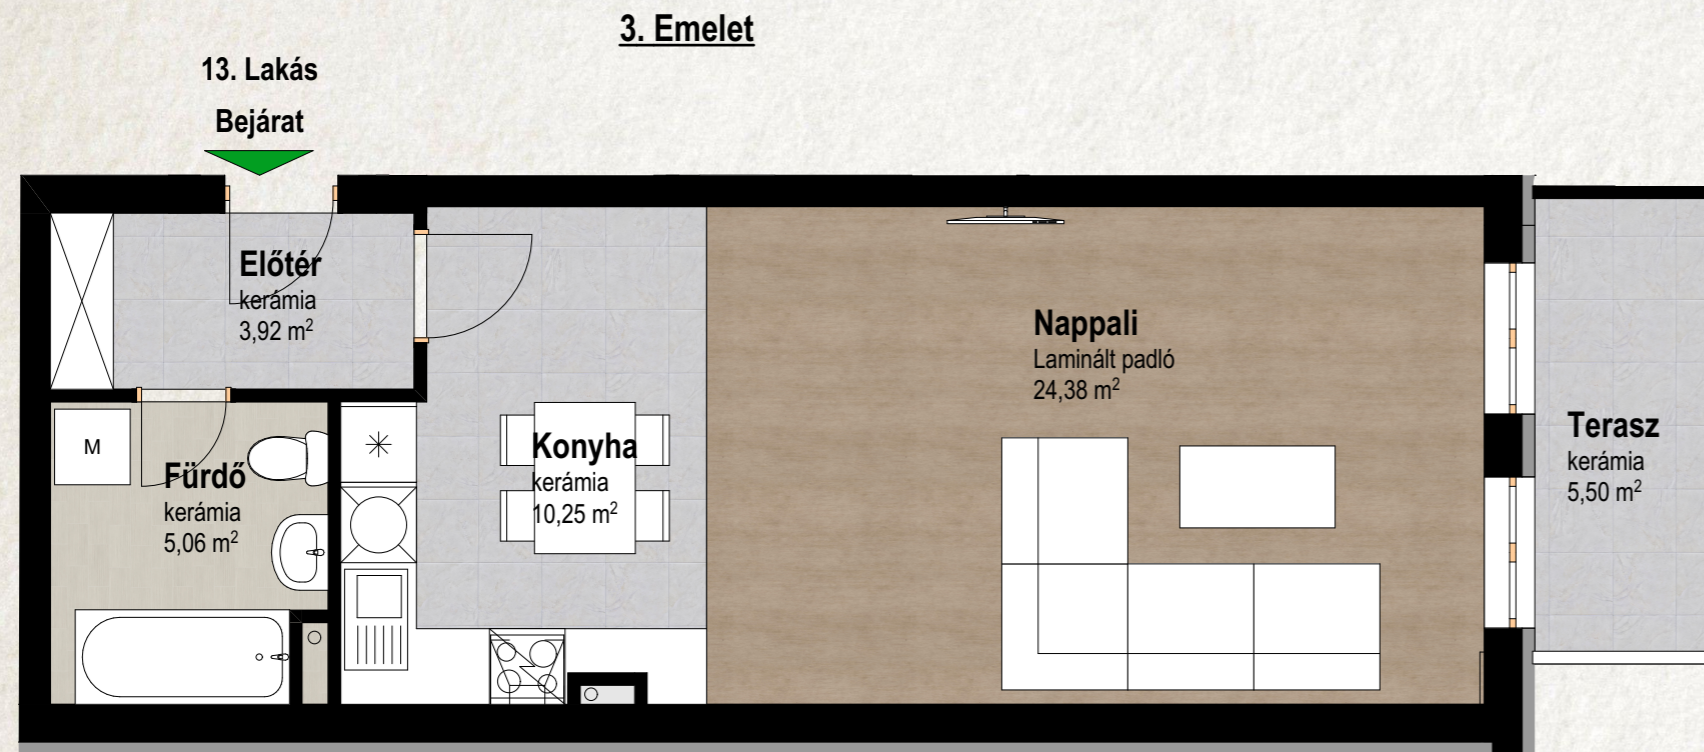 3. Emelet
13. Lakás
Bejárat
Előtér
kerámia
3,92 m²
Nappali
Laminált padló
24,38 m²
Terasz
kerámia
5,50 m²
Konyha
kerámia
10,25 m²
M
Fürdő
kerámia
5,06 m²